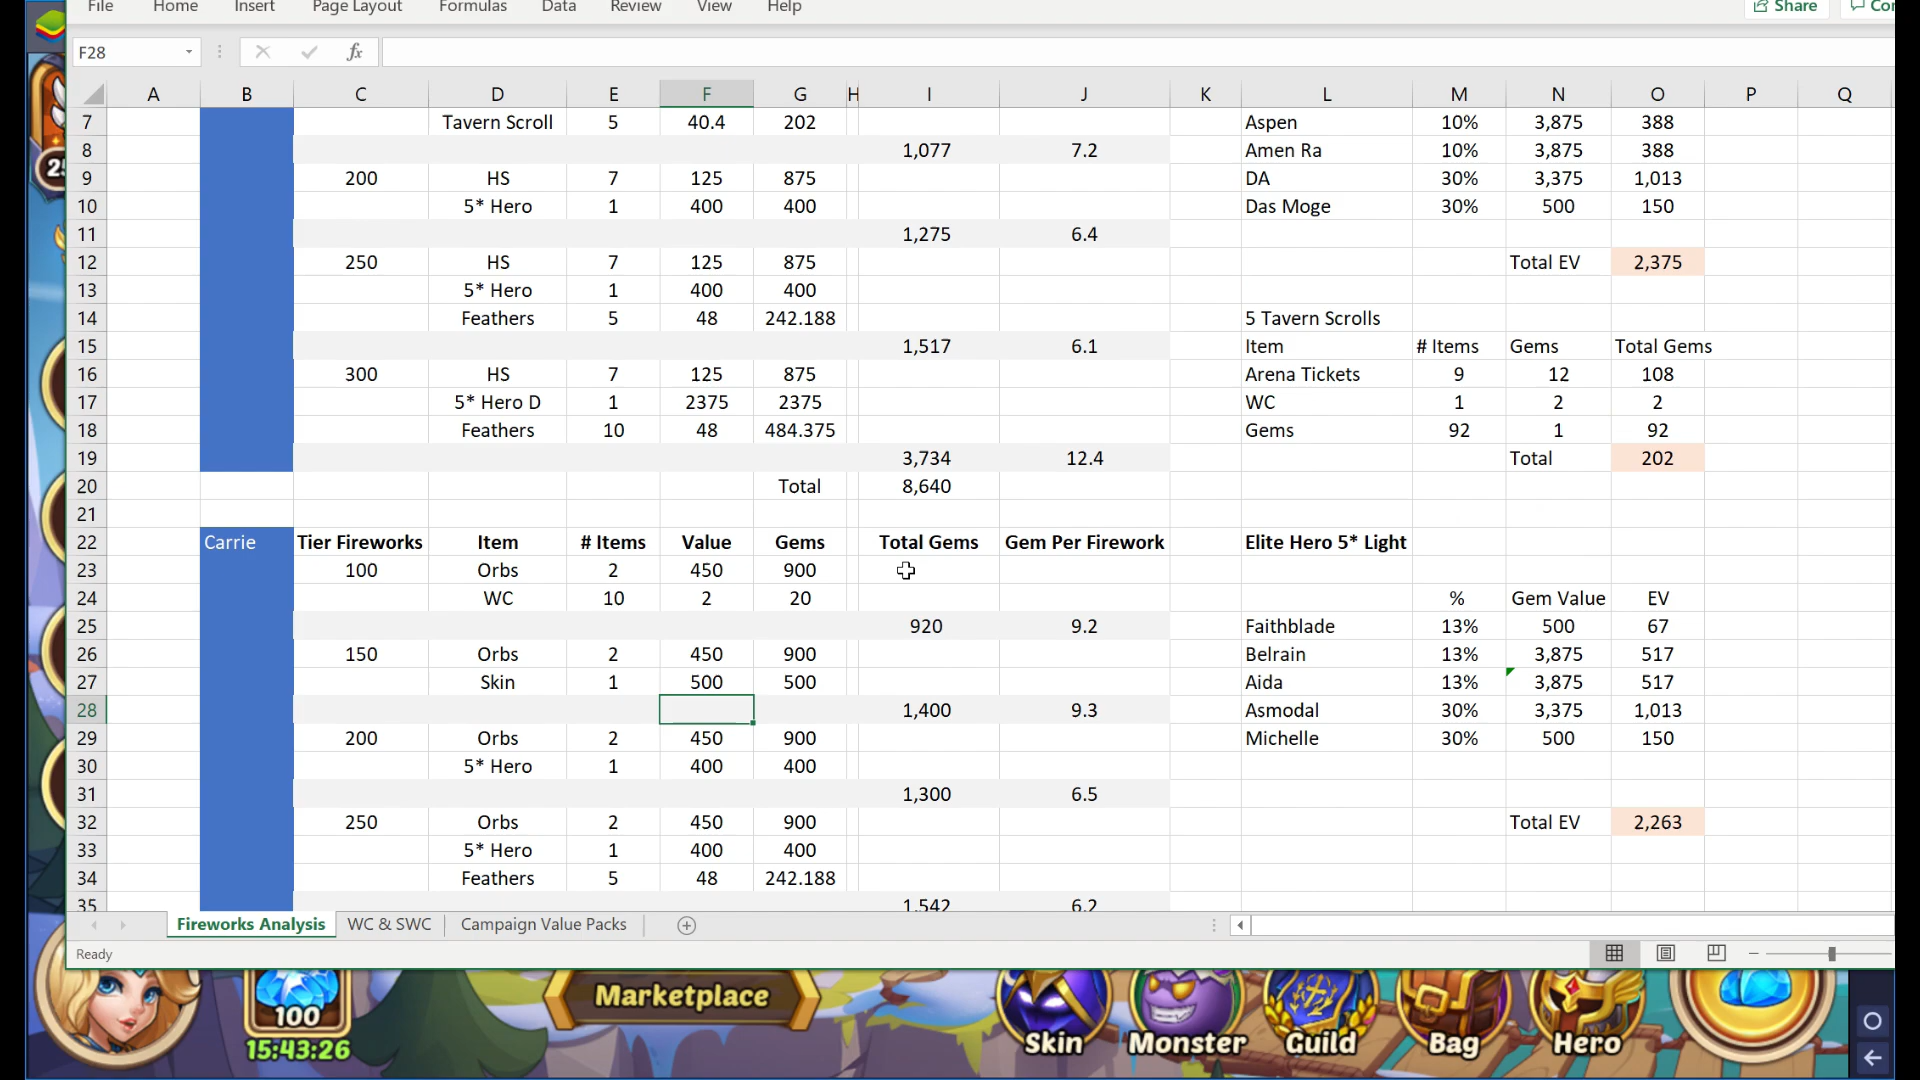 File Home Insert Page Layout Formulas Data Review View Help Share
F28 fx
A B C D E F G H I J K L M N O P Q
7 Tavern Scroll 5 40.4 202 Aspen 10% 3,875 388
8 1,077 7.2 Amen Ra 10% 3,875 388
9 200 HS 7 125 875 DA 30% 3,375 1,013
10 5* Hero 1 400 400 Das Moge 30% 500 150
11 1,275 6.4
12 250 HS 7 125 875 Total EV 2,375
13 5* Hero 1 400 400
14 Feathers 5 48 242.188 5 Tavern Scrolls
15 1,517 6.1 Item # Items Gems Total Gems
16 300 HS 7 125 875 Arena Tickets 9 12 108
17 5* Hero D 1 2375 2375 WC 1 2 2
18 Feathers 10 48 484.375 Gems 92 1 92
19 3,734 12.4 Total 202
20 Total 8,640
21
22 Carrie Tier Fireworks Item # Items Value Gems Total Gems Gem Per Firework Elite Hero 5* Light
23 100 Orbs 2 450 900
24 WC 10 2 20 % Gem Value EV
25 920 9.2 Faithblade 13% 500 67
26 150 Orbs 2 450 900 Belrain 13% 3,875 517
27 Skin 1 500 500 Aida 13% 3,875 517
28 1,400 9.3 Asmodal 30% 3,375 1,013
29 200 Orbs 2 450 900 Michelle 30% 500 150
30 5* Hero 1 400 400
31 1,300 6.5
32 250 Orbs 2 450 900 Total EV 2,263
33 5* Hero 1 400 400
34 Feathers 5 48 242.188
35 1,542 6.2
Fireworks Analysis WC & SWC Campaign Value Packs
Ready
100 Marketplace
15:43:26 Skin Monster Guild Bag Hero